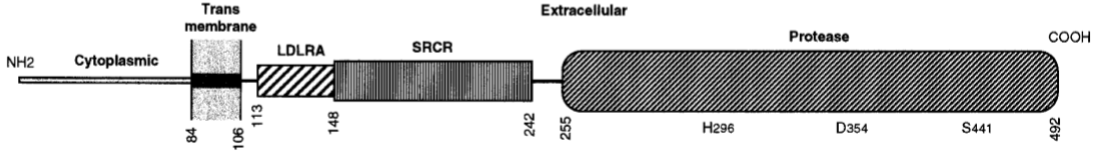 Trans
membrane
Extracellular
NH2
Cytoplasmic
LDLRA
SRCR
Protease
COOH
84
106
113
148
242
255
H296
D354
S441
492